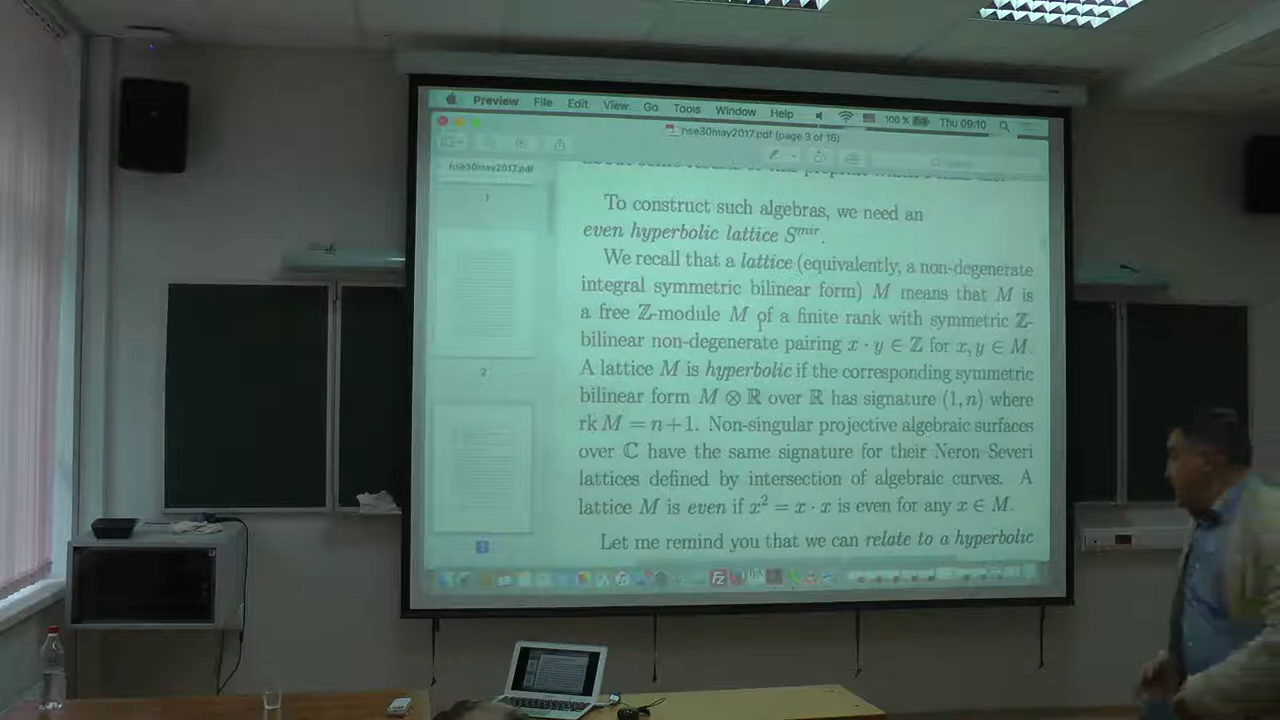 Preview File Edit View Go Tools Window Help 100 % Thu 09:10
hse30may2017.pdf (page 3 of 16)
hse30may2017.pdf
1
2
3
To construct such algebras, we need an
even hyperbolic lattice S^{mir}.
We recall that a lattice (equivalently, a non-degenerate
integral symmetric bilinear form) M means that M is
a free ℤ-module M of a finite rank with symmetric ℤ-
bilinear non-degenerate pairing x · y ∈ ℤ for x, y ∈ M.
A lattice M is hyperbolic if the corresponding symmetric
bilinear form M ⊗ ℝ over ℝ has signature (1, n) where
rk M = n+1. Non-singular projective algebraic surfaces
over ℂ have the same signature for their Neron Severi
lattices defined by intersection of algebraic curves. A
lattice M is even if x² = x · x is even for any x ∈ M.
Let me remind you that we can relate to a hyperbolic